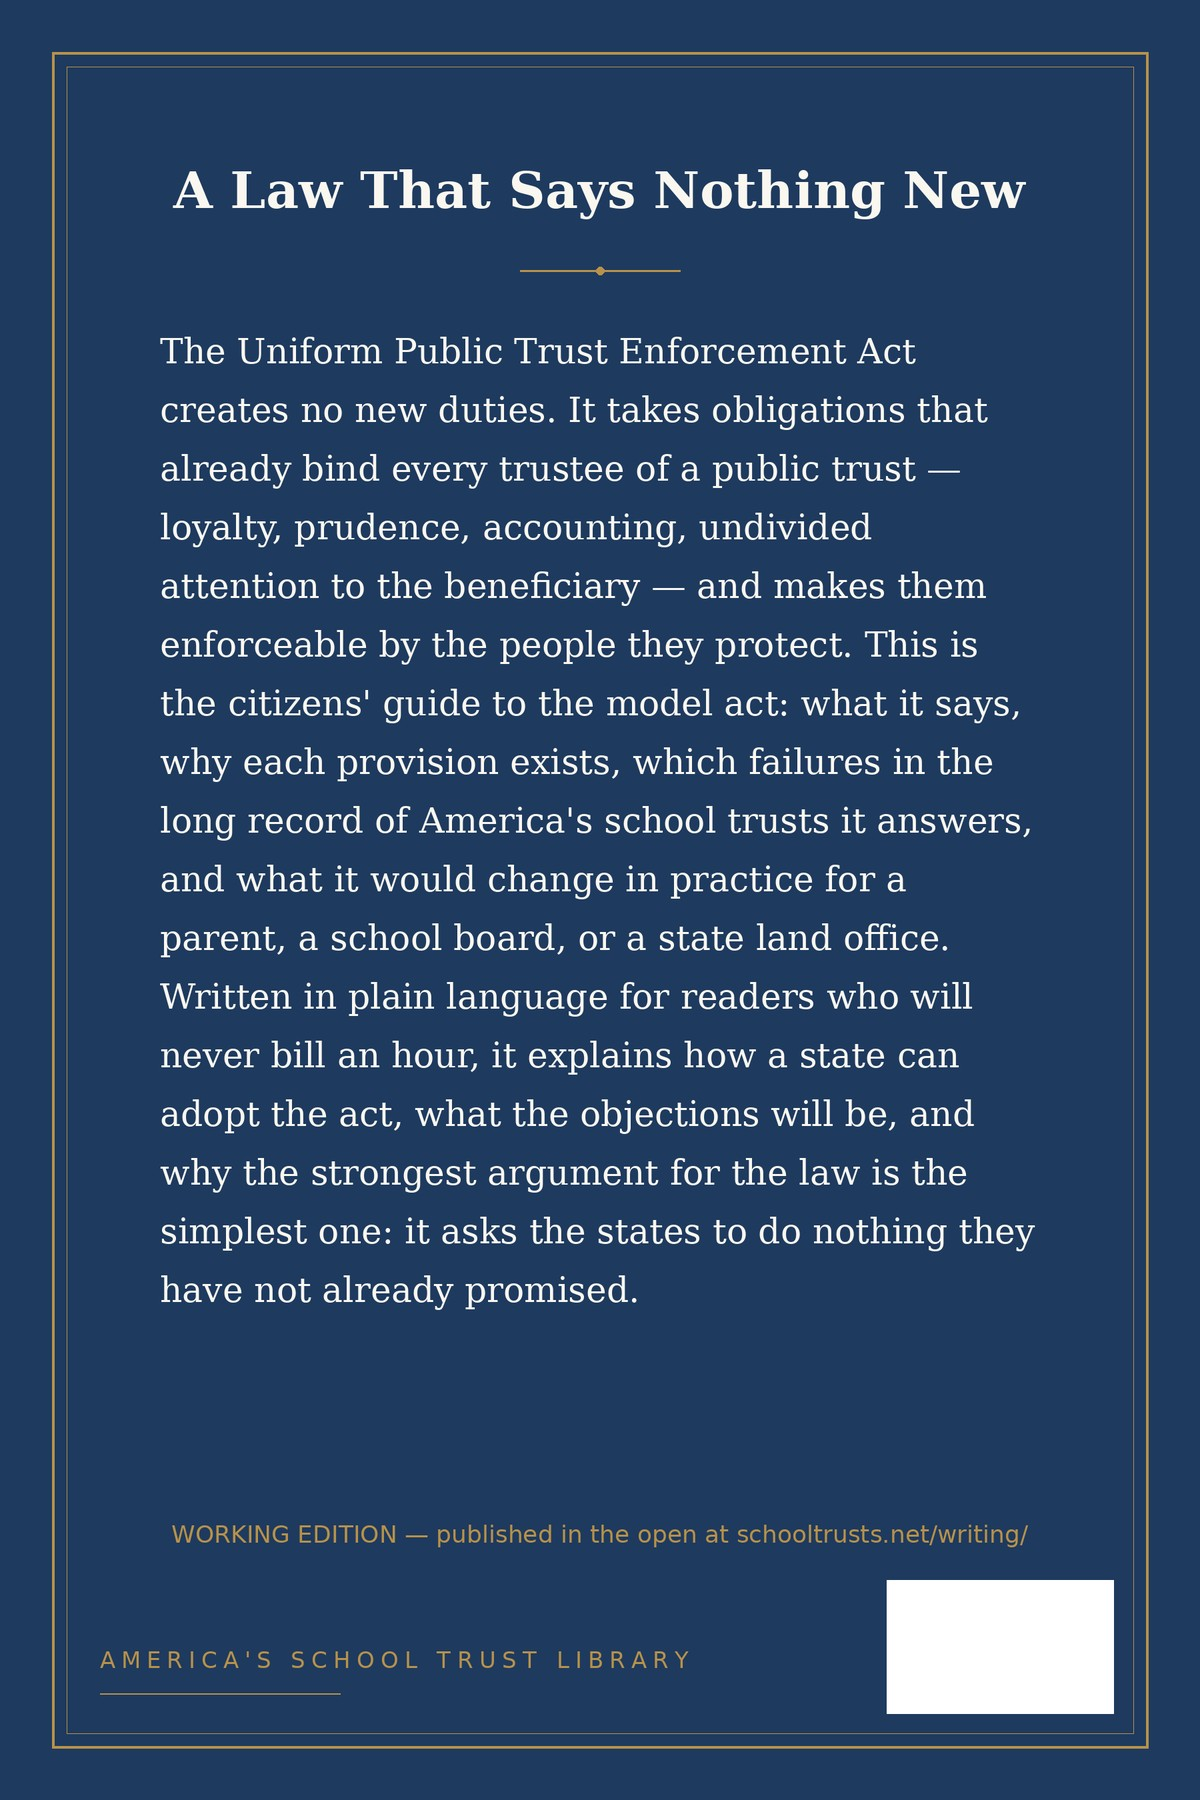 A Law That Says Nothing New
The Uniform Public Trust Enforcement Act
creates no new duties. It takes obligations that
already bind every trustee of a public trust —
loyalty, prudence, accounting, undivided
attention to the beneficiary — and makes them
enforceable by the people they protect. This is
the citizens' guide to the model act: what it says,
why each provision exists, which failures in the
long record of America's school trusts it answers,
and what it would change in practice for a
parent, a school board, or a state land office.
Written in plain language for readers who will
never bill an hour, it explains how a state can
adopt the act, what the objections will be, and
why the strongest argument for the law is the
simplest one: it asks the states to do nothing they
have not already promised.
WORKING EDITION — published in the open at schooltrusts.net/writing/
AMERICA'S SCHOOL TRUST LIBRARY